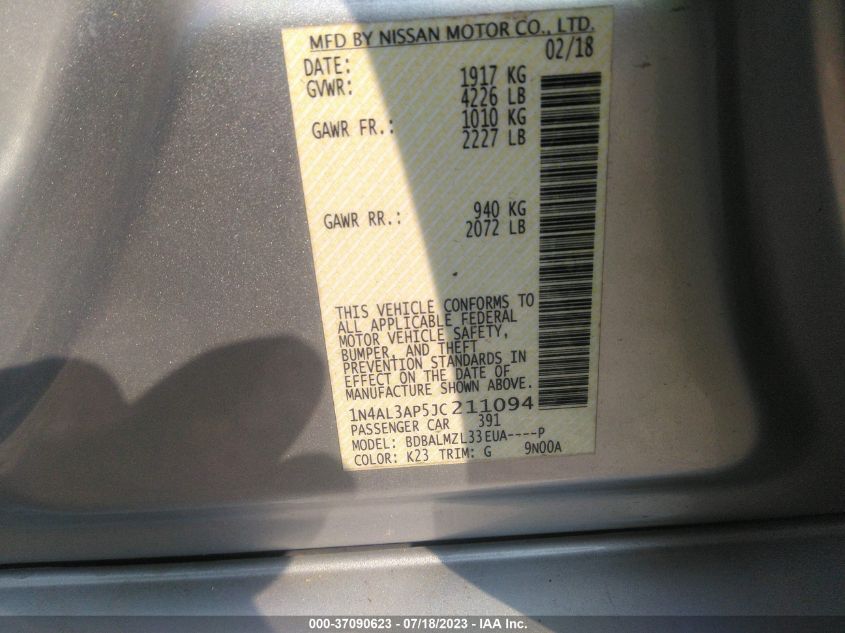 MFD BY NISSAN MOTOR CO., LTD.
DATE: 02/18
GVWR: 1917 KG
4226 LB
GAWR FR.: 1010 KG
2227 LB
GAWR RR.: 940 KG
2072 LB
THIS VEHICLE CONFORMS TO
ALL APPLICABLE FEDERAL
MOTOR VEHICLE SAFETY,
BUMPER, AND THEFT
PREVENTION STANDARDS IN
EFFECT ON THE DATE OF
MANUFACTURE SHOWN ABOVE.
1N4AL3AP5JC211094
PASSENGER CAR 391
MODEL: BDBALMZL33EUA----P
COLOR: K23 TRIM: G 9N00A
000-37090623 - 07/18/2023 - IAA Inc.